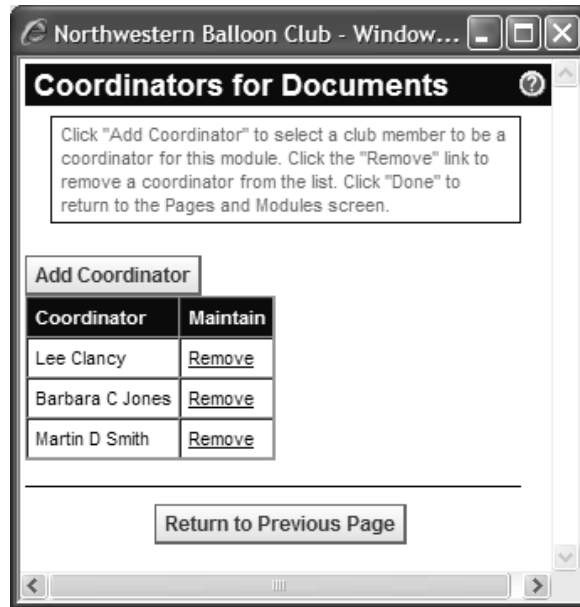 Northwestern Balloon Club - Window...
Coordinators for Documents ?
Click "Add Coordinator" to select a club member to be a
coordinator for this module. Click the "Remove" link to
remove a coordinator from the list. Click "Done" to
return to the Pages and Modules screen.
Add Coordinator
Coordinator Maintain
Lee Clancy Remove
Barbara C Jones Remove
Martin D Smith Remove
Return to Previous Page